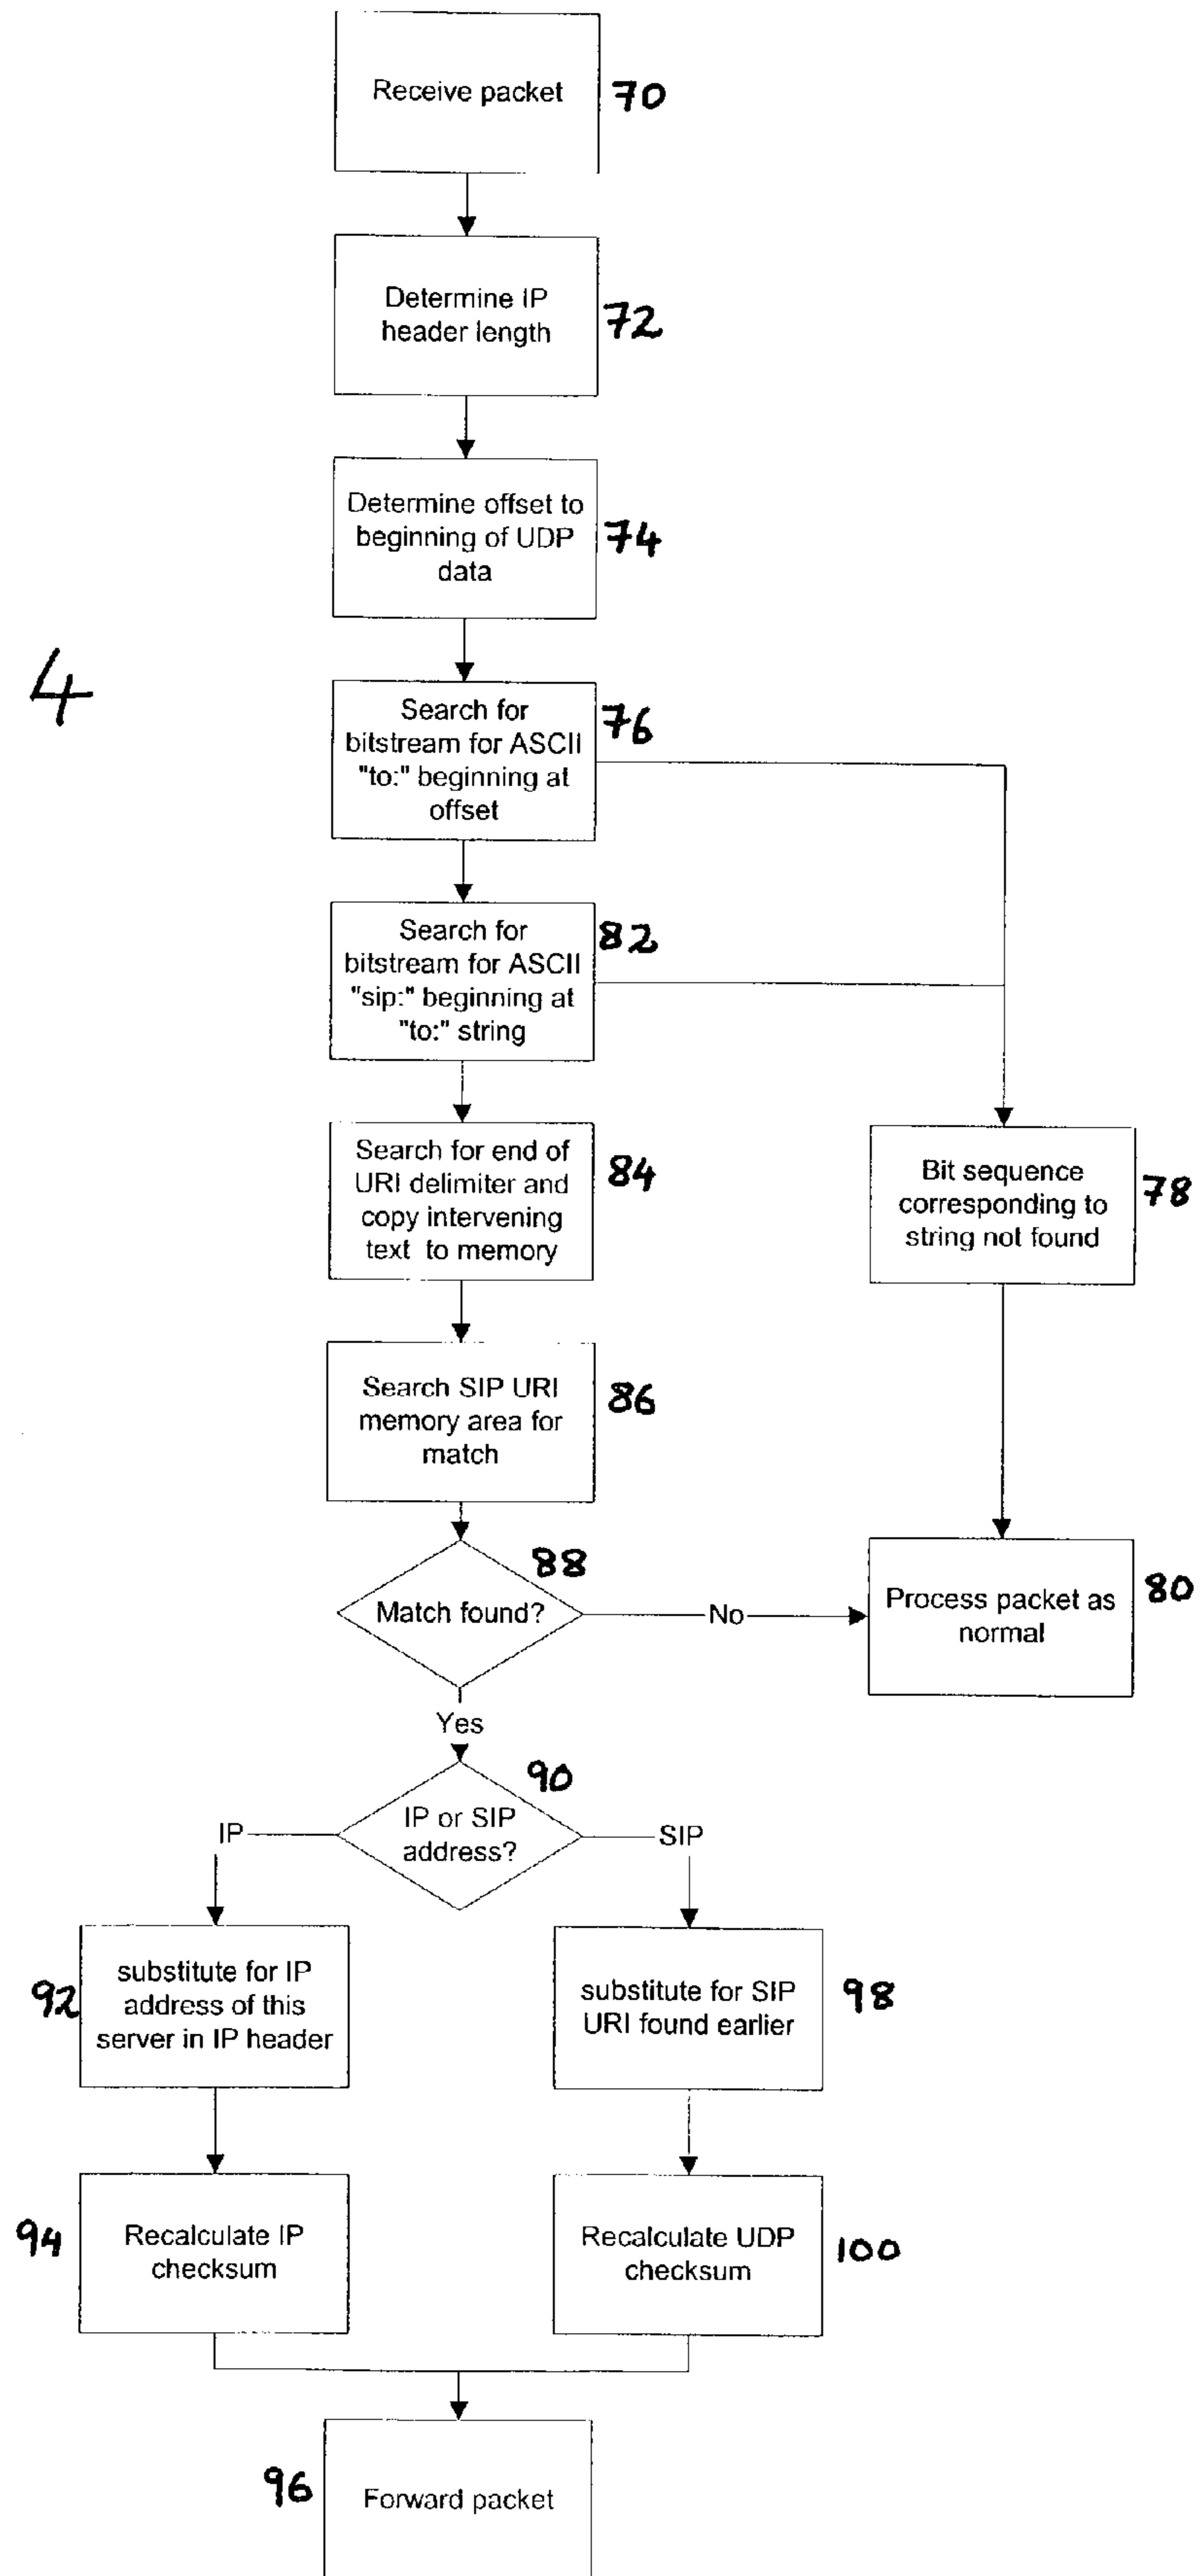 Receive packet
70
Determine IP
header length
72
Determine offset to
beginning of UDP
data
74
4
Search for
bitstream for ASCII
"to:" beginning at
offset
76
Search for
bitstream for ASCII
"sip:" beginning at
"to:" string
82
Search for end of
URI delimiter and
copy intervening
text to memory
84
Bit sequence
corresponding to
string not found
78
Search SIP URI
memory area for
match
86
Match found?
88
No
Process packet as
normal
80
Yes
IP or SIP
address?
90
IP
SIP
substitute for IP
address of this
server in IP header
92
substitute for SIP
URI found earlier
98
Recalculate IP
checksum
94
Recalculate UDP
checksum
100
Forward packet
96